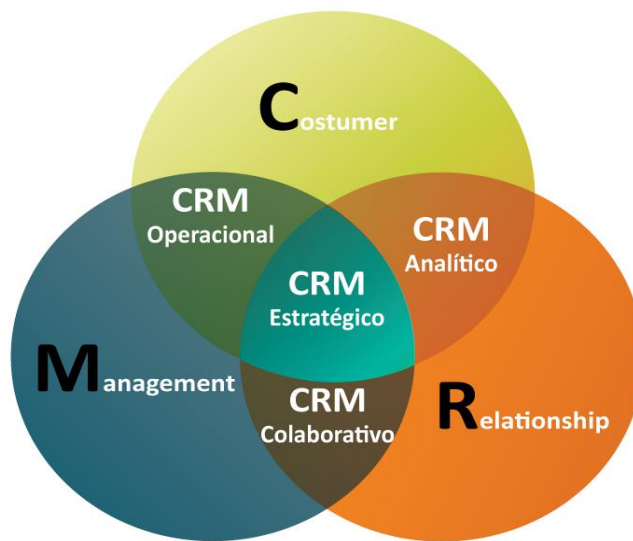 Costumer
CRM
Operacional
CRM
Analítico
CRM
Estratégico
Management
CRM
Colaborativo
Relationship